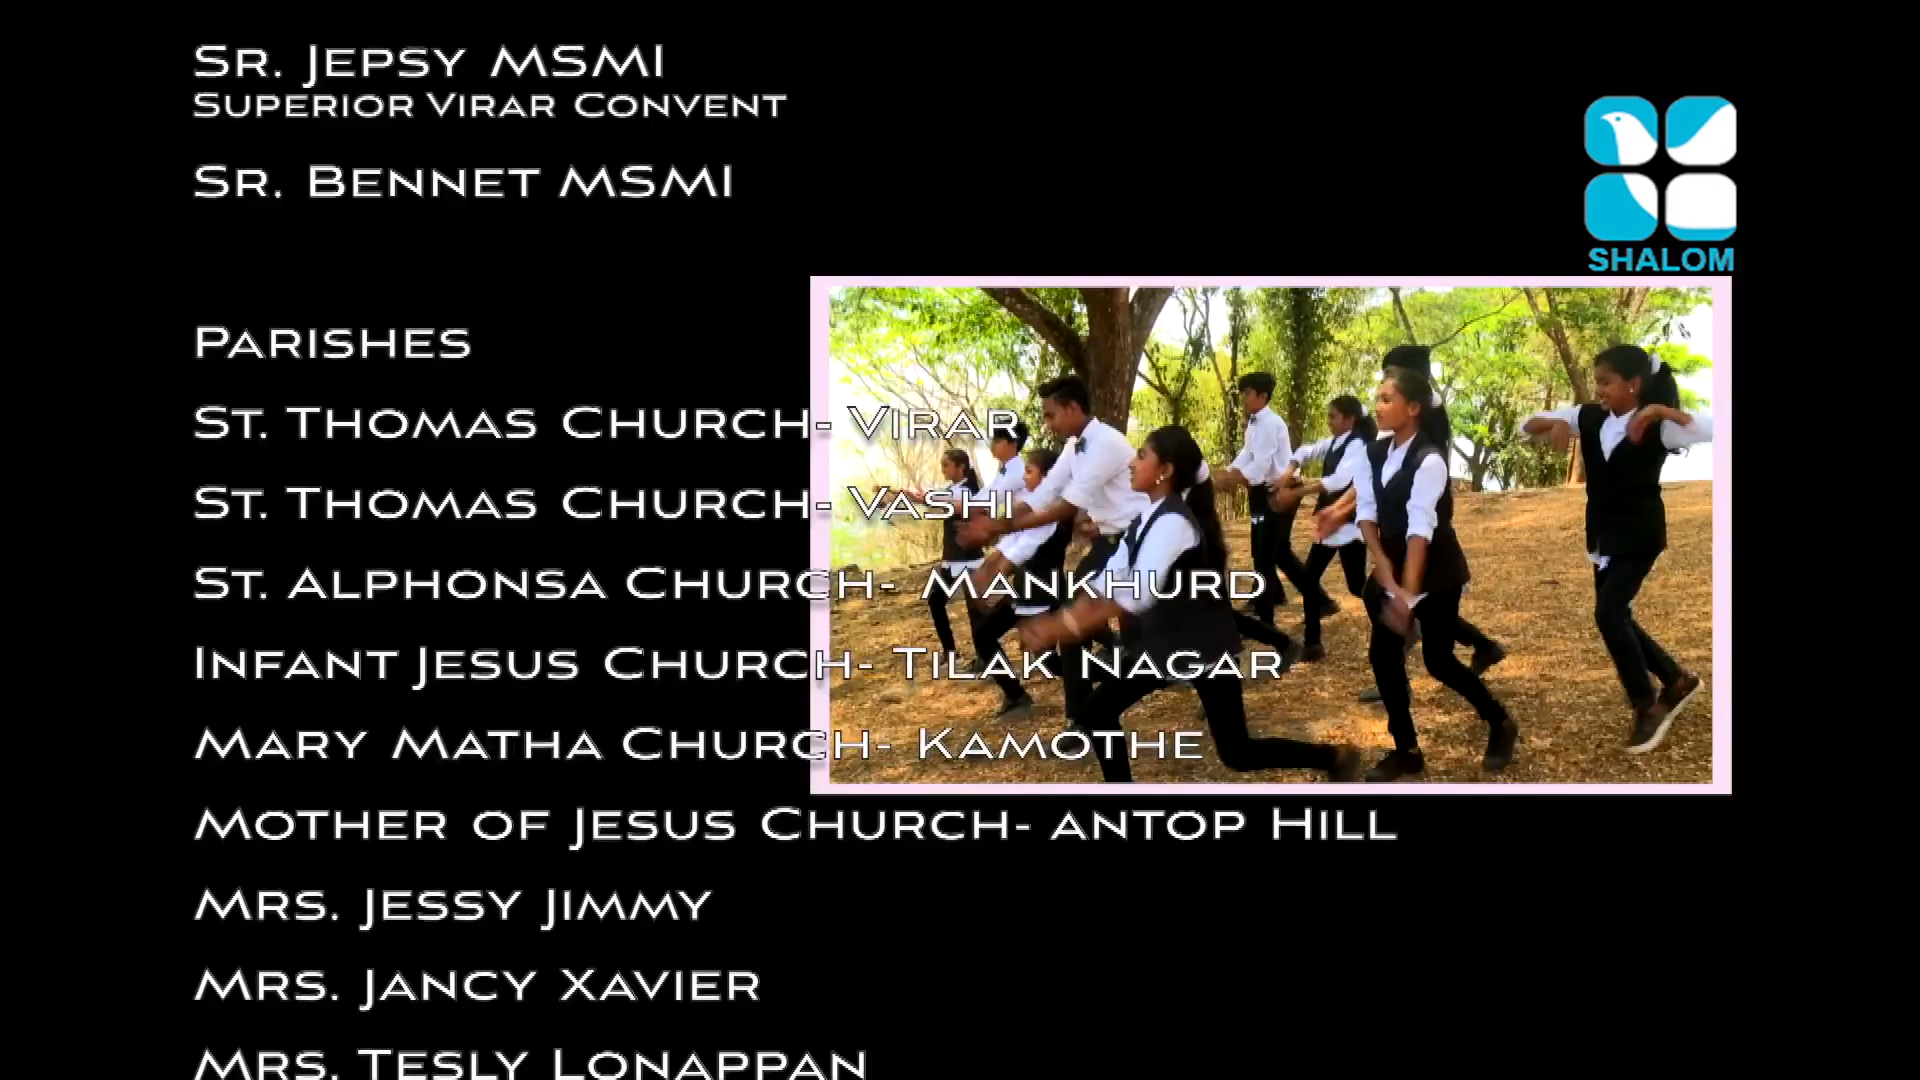 Sr. Jepsy MSMI
Superior Virar Convent
Sr. Bennet MSMI
SHALOM
Parishes
St. Thomas Church- Virar
St. Thomas Church- Vashi
St. Alphonsa Church- Mankhurd
Infant Jesus Church- Tilak Nagar
Mary Matha Church- Kamothe
Mother of Jesus Church- antop Hill
Mrs. Jessy Jimmy
Mrs. Jancy Xavier
Mrs. Tesly Lonappan